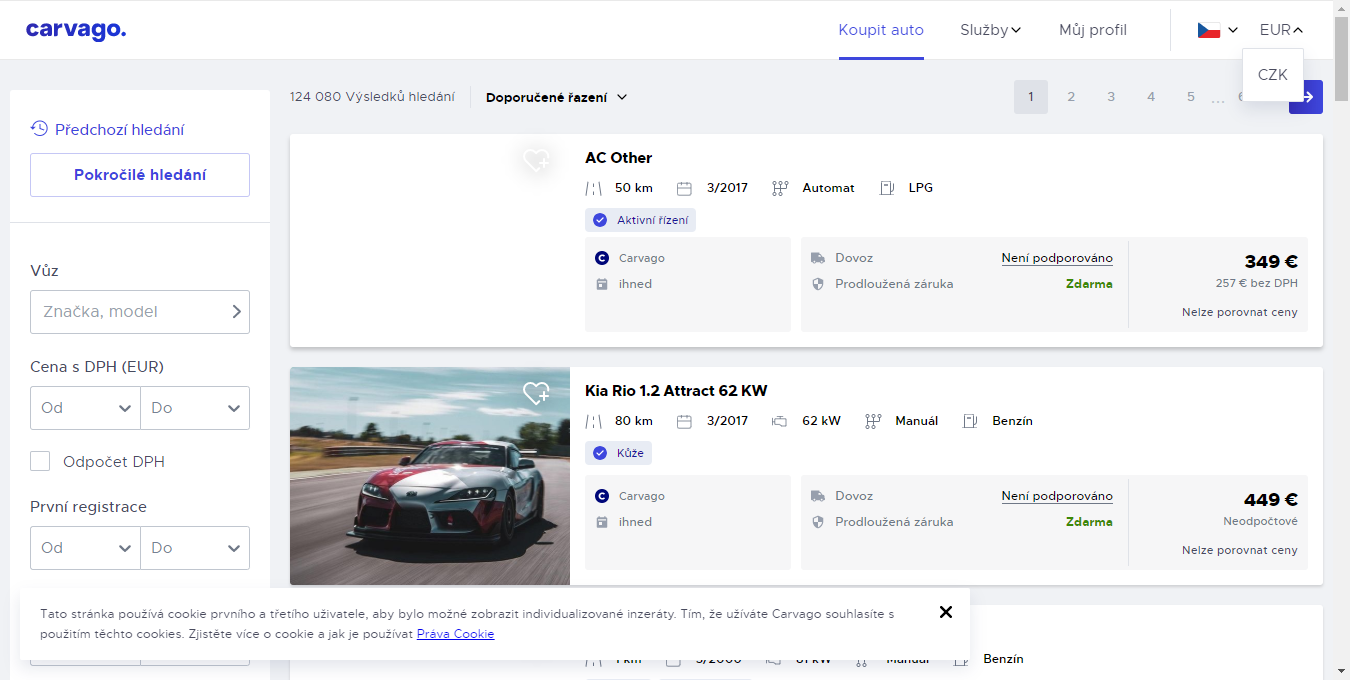 carvago.
Koupit auto
Služby
Můj profil
EUR
CZK
Předchozí hledání
Pokročilé hledání
Vůz
Značka, model
Cena s DPH (EUR)
Od
Do
Odpočet DPH
První registrace
Od
Do
124 080 Výsledků hledání
Doporučené řazení
1 2 3 4 5 ...
AC Other
50 km 3/2017 Automat LPG
Aktivní řízení
C Carvago
ihned
Dovoz Není podporováno
Prodloužená záruka Zdarma
349 €
257 € bez DPH
Nelze porovnat ceny
Kia Rio 1.2 Attract 62 KW
80 km 3/2017 62 kW Manuál Benzín
Kůže
C Carvago
ihned
Dovoz Není podporováno
Prodloužená záruka Zdarma
449 €
Neodpočtové
Nelze porovnat ceny
Tato stránka používá cookie prvního a třetího uživatele, aby bylo možné zobrazit individualizované inzeráty. Tím, že užíváte Carvago souhlasíte s
použitím těchto cookies. Zjistěte více o cookie a jak je používat Práva Cookie
Benzín